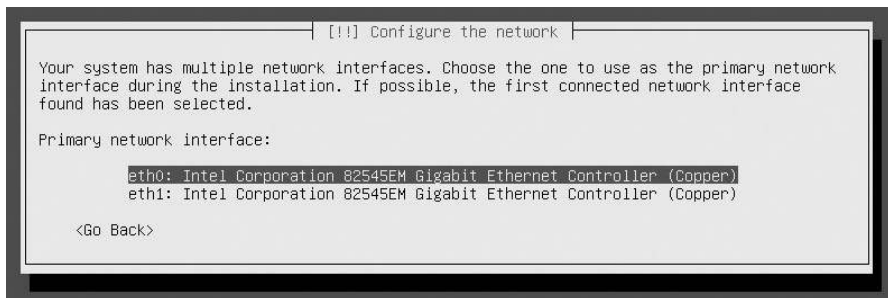 [!!] Configure the network
Your system has multiple network interfaces. Choose the one to use as the primary network
interface during the installation. If possible, the first connected network interface
found has been selected.
Primary network interface:
eth0: Intel Corporation 82545EM Gigabit Ethernet Controller (Copper)
eth1: Intel Corporation 82545EM Gigabit Ethernet Controller (Copper)
<Go Back>